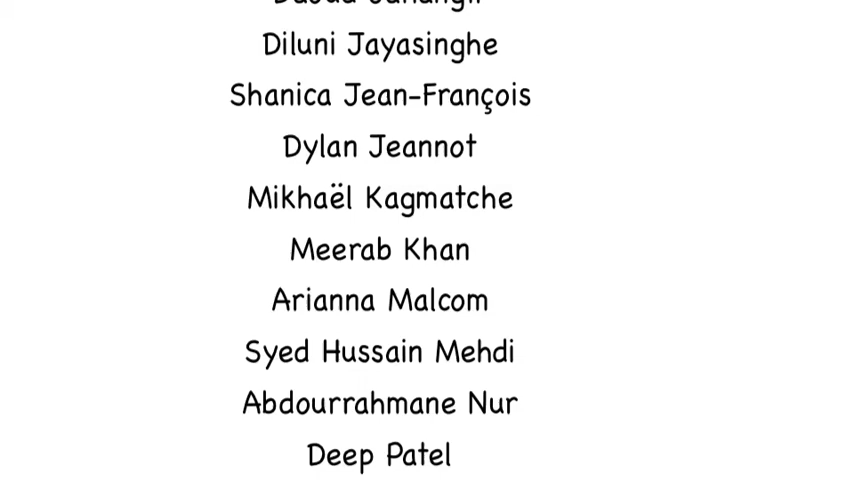 Diluni Jayasinghe
Shanica Jean-François
Dylan Jeannot
Mikhaël Kagmatche
Meerab Khan
Arianna Malcom
Syed Hussain Mehdi
Abdourrahmane Nur
Deep Patel